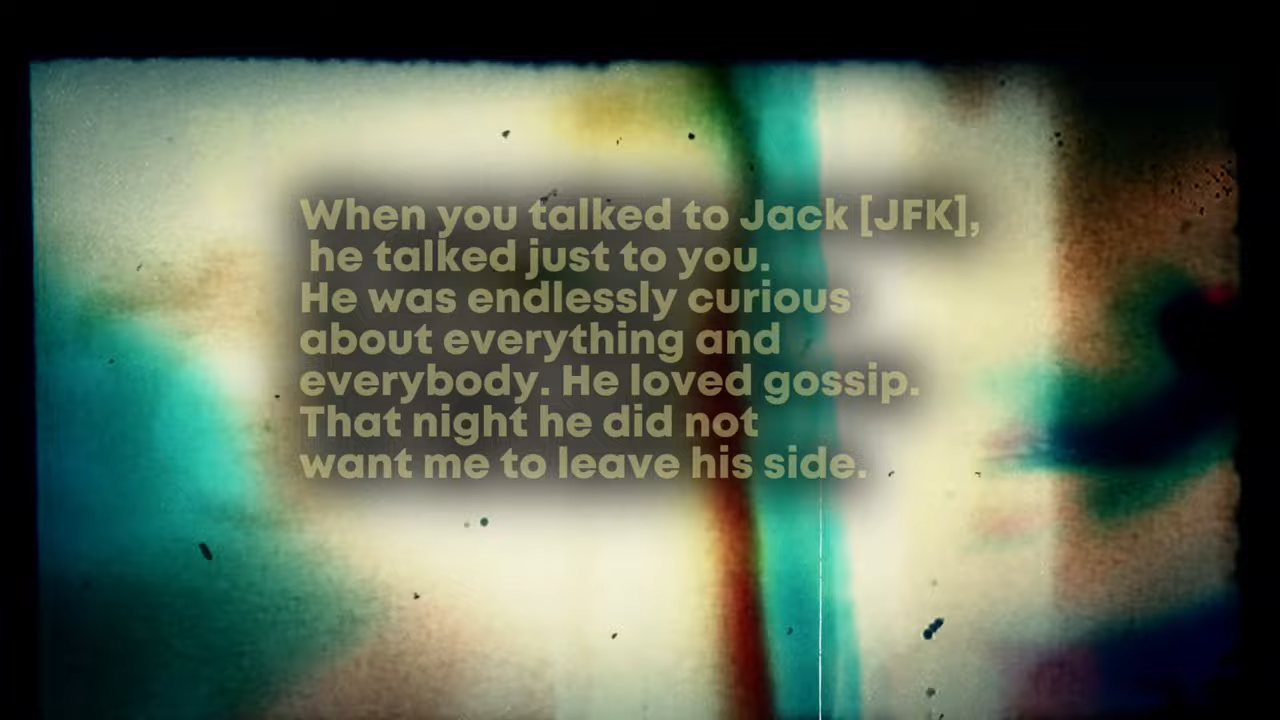 When you talked to Jack [JFK],
he talked just to you.
He was endlessly curious
about everything and
everybody. He loved gossip.
That night he did not
want me to leave his side.